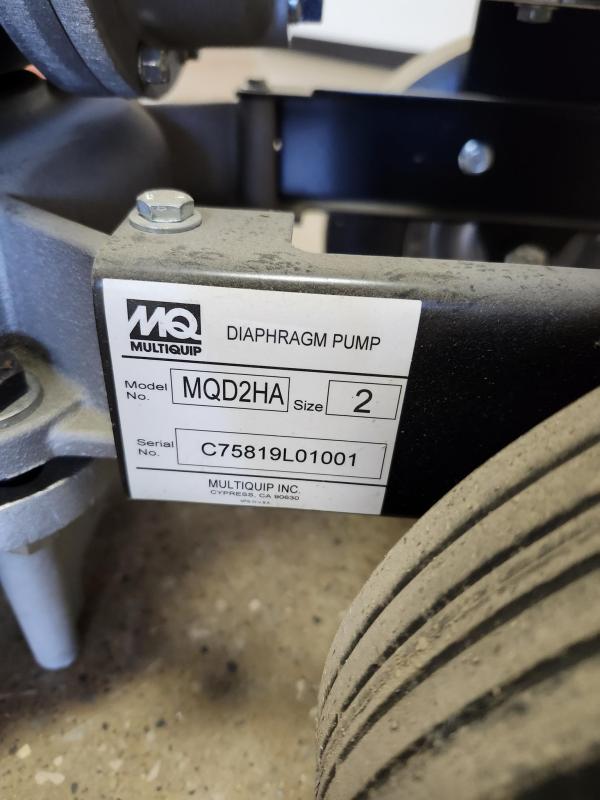 MQ
MULTIQUIP
DIAPHRAGM PUMP
Model No. MQD2HA Size 2
Serial No. C75819L01001
MULTIQUIP INC.
CYPRESS, CA 90630